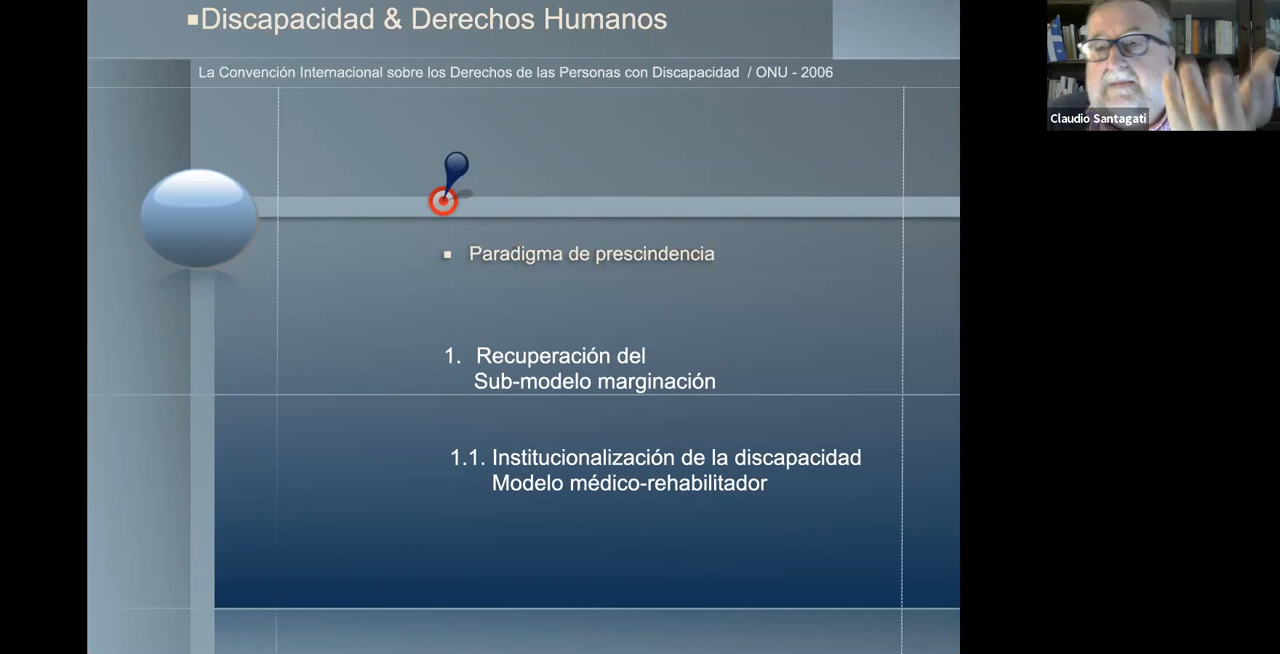 ▪Discapacidad & Derechos Humanos
La Convención Internacional sobre los Derechos de las Personas con Discapacidad / ONU - 2006
Claudio Santagati
▪ Paradigma de prescindencia
1. Recuperación del
Sub-modelo marginación
1.1. Institucionalización de la discapacidad
Modelo médico-rehabilitador